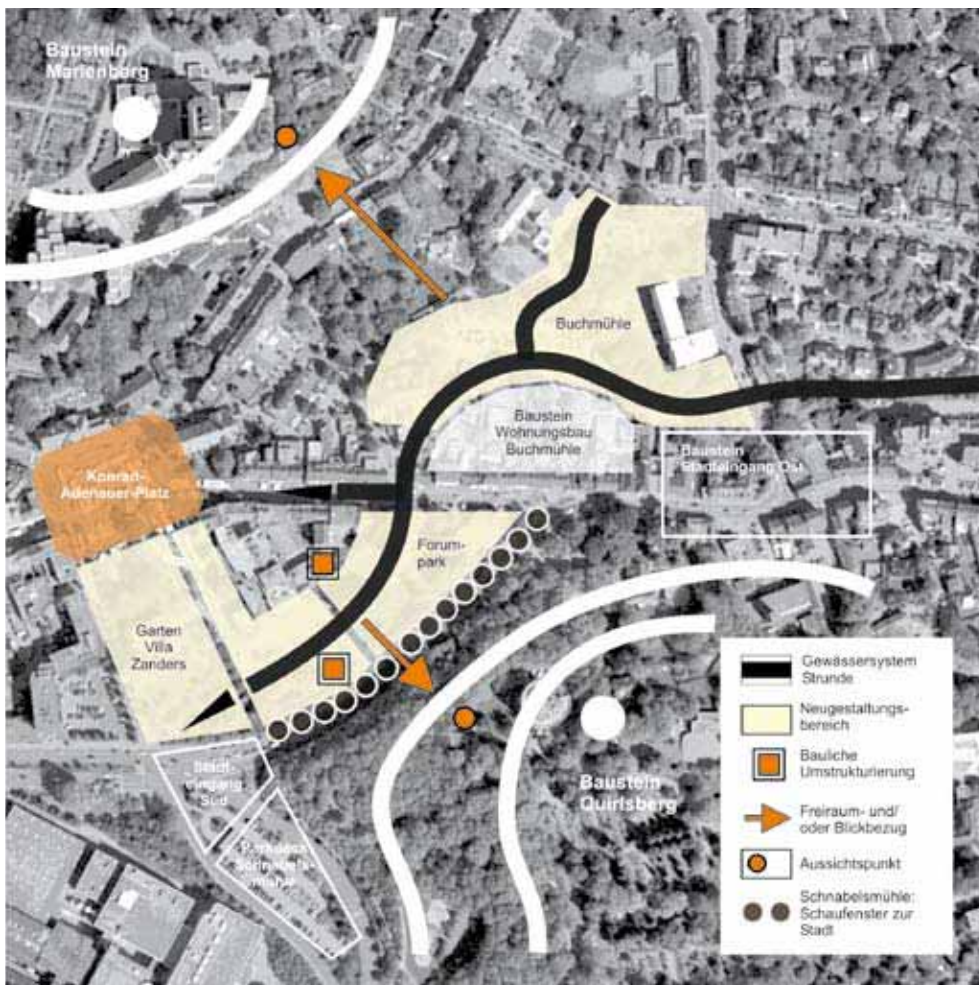 Baustein
Marienberg
Buchmühle
Baustein
Wohnungsbau
Buchmühle
Baustein
Stadteingang Ost
Konrad-
Adenauer-Platz
Forum-
park
Garten
Villa
Zanders
Stadt-
eingang
Süd
Parkdeck
Schnabels-
mühle
Baustein
Quirlsberg
Gewässersystem
Strunde
Neugestaltungs-
bereich
Bauliche
Umstrukturierung
Freiraum- und/
oder Blickbezug
Aussichtspunkt
Schnabelsmühle:
Schaufenster zur
Stadt